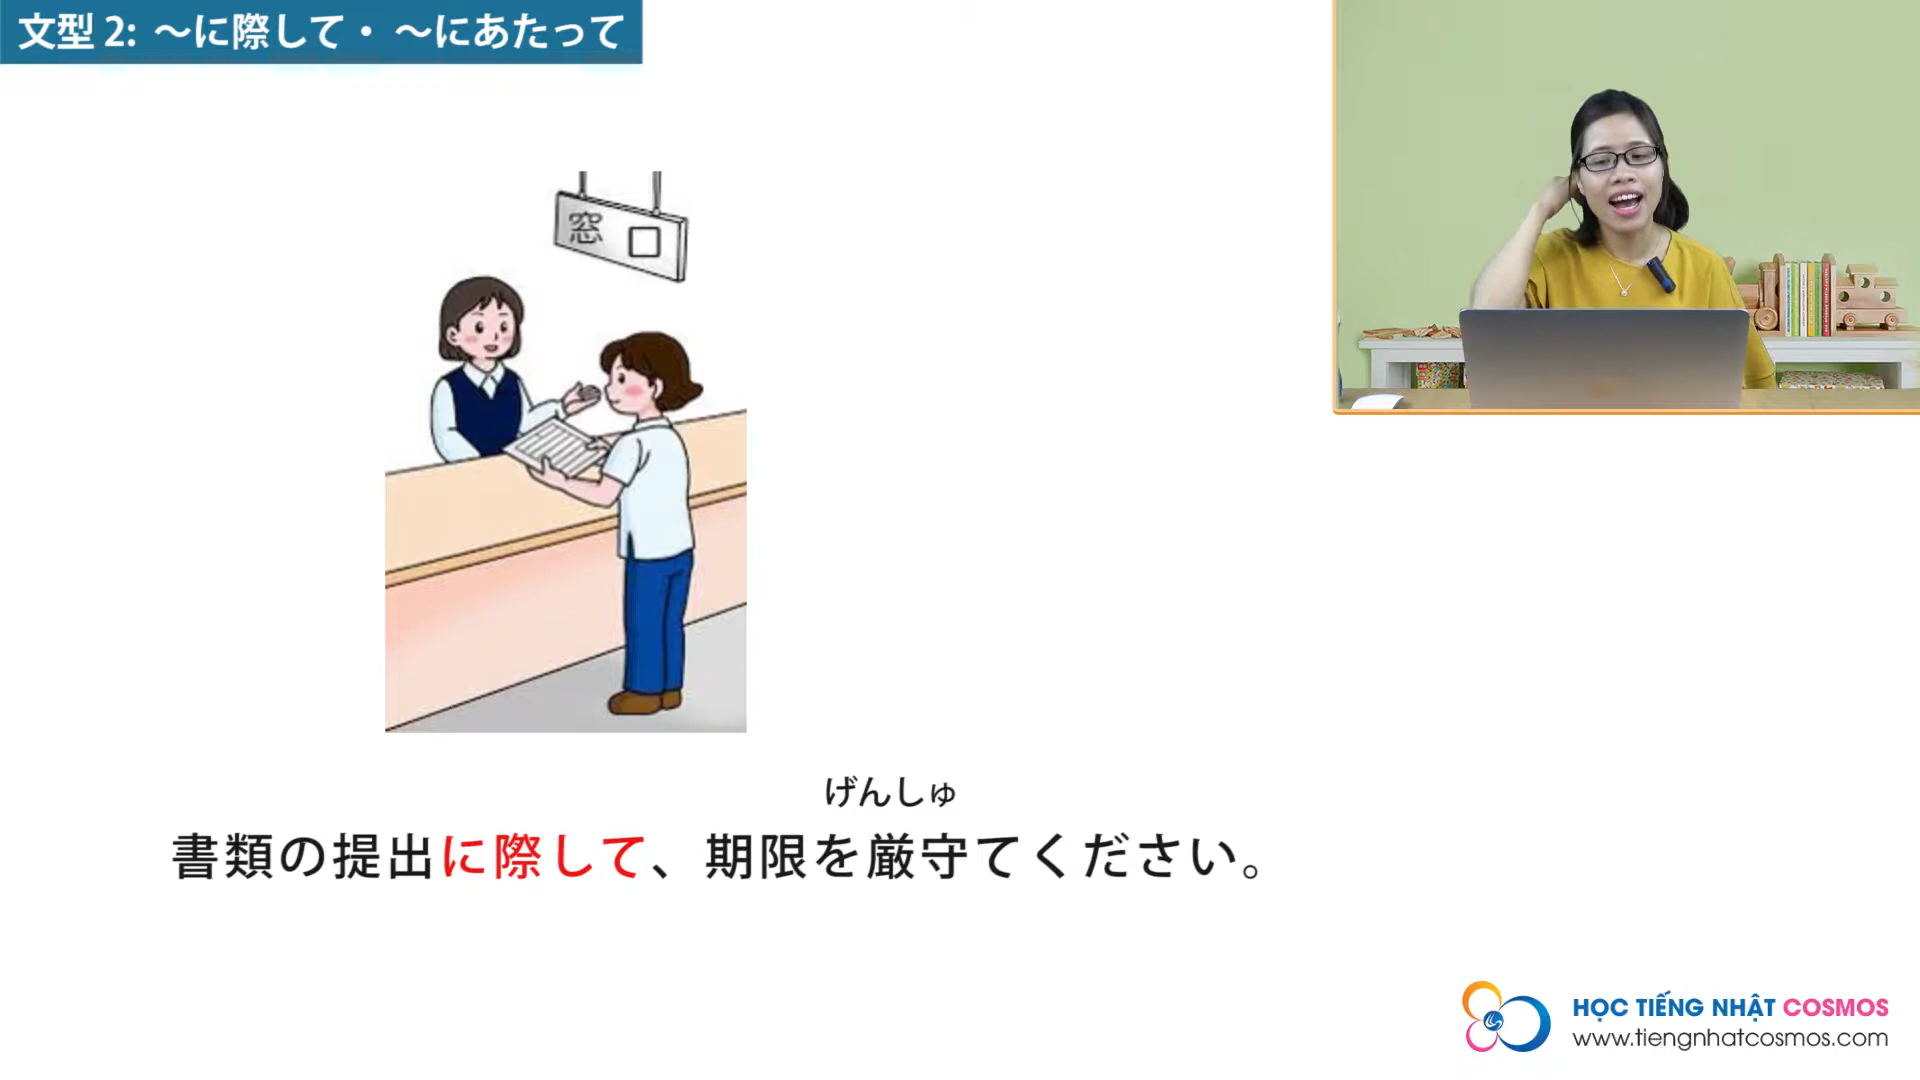 文型 2: ～に際して・ ～にあたって
窓 口
げんしゅ
書類の提出に際して、期限を厳守てください。
HỌC TIẾNG NHẬT COSMOS
www.tiengnhatcosmos.com